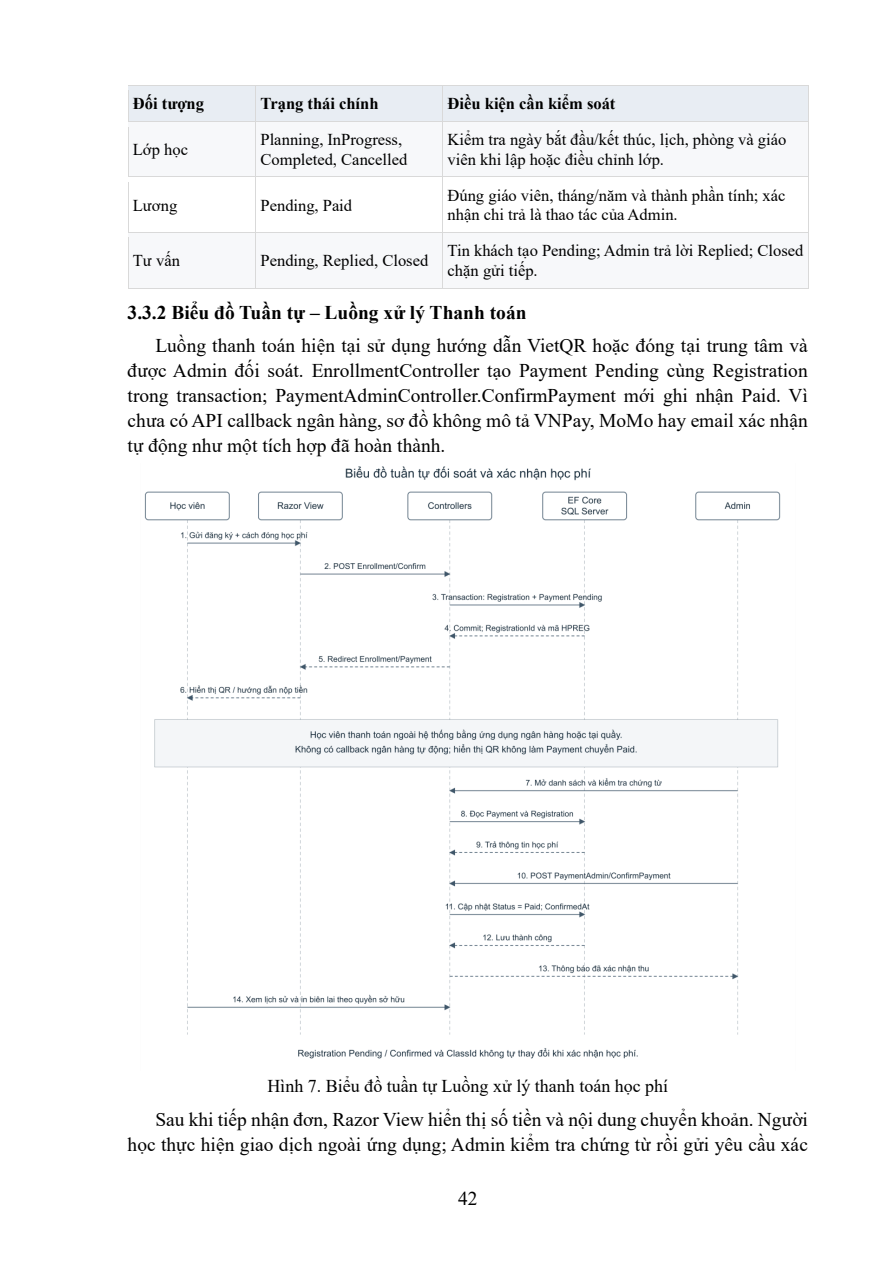 Đối tượng
Trạng thái chính
Điều kiện cần kiểm soát
Lớp học
Planning, InProgress,
Completed, Cancelled
Kiểm tra ngày bắt đầu/kết thúc, lịch, phòng và giáo
viên khi lập hoặc điều chỉnh lớp.
Lương
Pending, Paid
Đúng giáo viên, tháng/năm và thành phần tính; xác
nhận chi trả là thao tác của Admin.
Tư vấn
Pending, Replied, Closed
Tin khách tạo Pending; Admin trả lời Replied; Closed
chặn gửi tiếp.
3.3.2 Biểu đồ Tuần tự – Luồng xử lý Thanh toán
Luồng thanh toán hiện tại sử dụng hướng dẫn VietQR hoặc đóng tại trung tâm và
được Admin đối soát. EnrollmentController tạo Payment Pending cùng Registration
trong transaction; PaymentAdminController.ConfirmPayment mới ghi nhận Paid. Vì
chưa có API callback ngân hàng, sơ đồ không mô tả VNPay, MoMo hay email xác nhận
tự động như một tích hợp đã hoàn thành.
Biểu đồ tuần tự đối soát và xác nhận học phí
Học viên
Razor View
Controllers
EF Core
SQL Server
Admin
1. Gửi đăng ký + cách đóng học phí
2. POST Enrollment/Confirm
3. Transaction: Registration + Payment Pending
4. Commit; RegistrationId và mã HPREG
5. Redirect Enrollment/Payment
6. Hiển thị QR / hướng dẫn nộp tiền
Học viên thanh toán ngoài hệ thống bằng ứng dụng ngân hàng hoặc tại quầy.
Không có callback ngân hàng tự động; hiển thị QR không làm Payment chuyển Paid.
7. Mở danh sách và kiểm tra chứng từ
8. Đọc Payment và Registration
9. Trả thông tin học phí
10. POST PaymentAdmin/ConfirmPayment
11. Cập nhật Status = Paid; ConfirmedAt
12. Lưu thành công
13. Thông báo đã xác nhận thu
14. Xem lịch sử và in biên lai theo quyền sở hữu
Registration Pending / Confirmed và ClassId không tự thay đổi khi xác nhận học phí.
Hình 7. Biểu đồ tuần tự Luồng xử lý thanh toán học phí
Sau khi tiếp nhận đơn, Razor View hiển thị số tiền và nội dung chuyển khoản. Người
học thực hiện giao dịch ngoài ứng dụng; Admin kiểm tra chứng từ rồi gửi yêu cầu xác
42